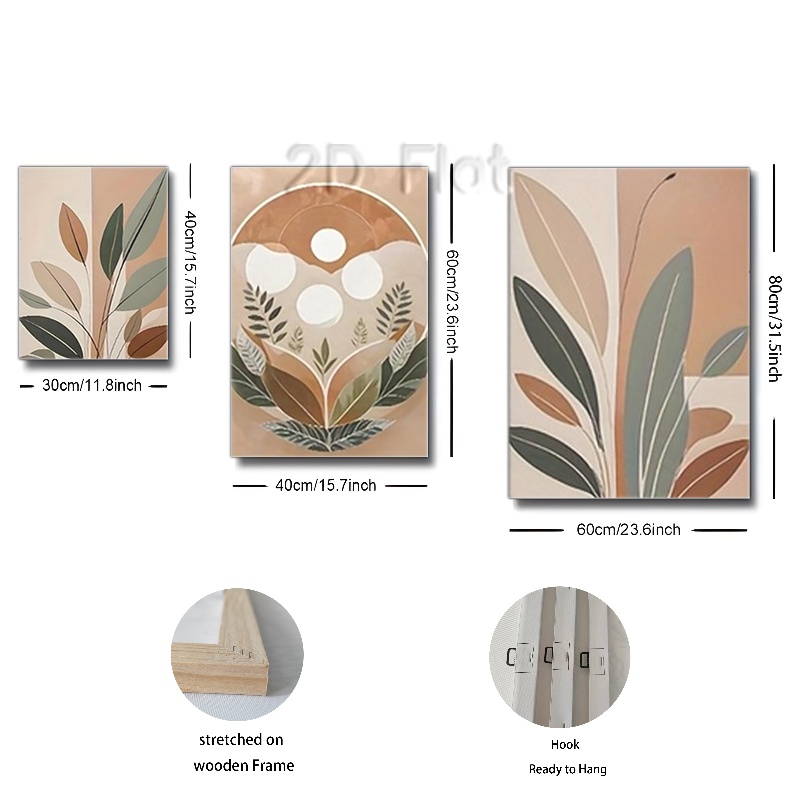 2D Flat
40cm/15.7inch
30cm/11.8inch
60cm/23.6inch
40cm/15.7inch
80cm/31.5inch
60cm/23.6inch
stretched on
wooden Frame
Hook
Ready to Hang